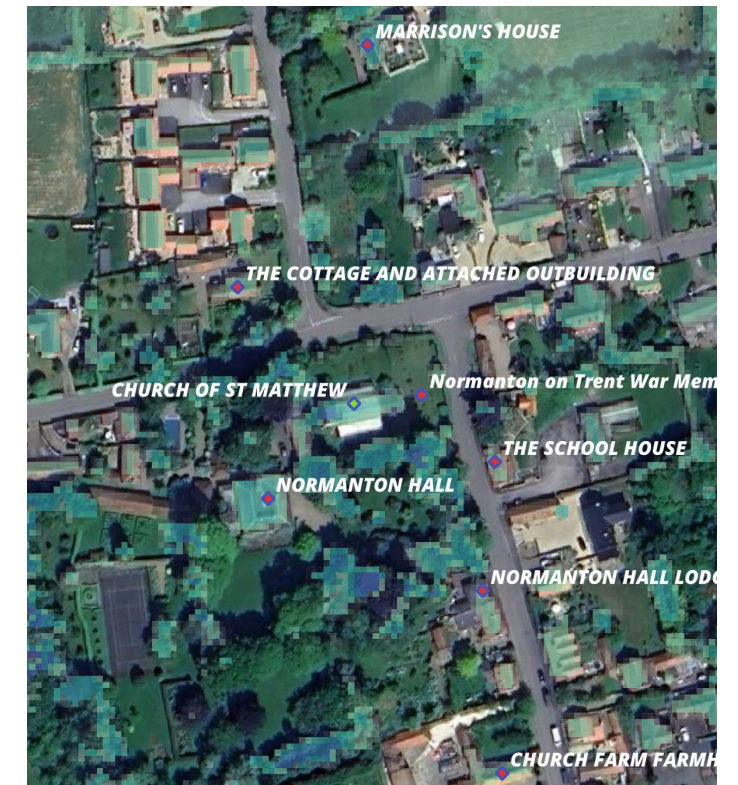 MARRISON'S HOUSE
THE COTTAGE AND ATTACHED OUTBUILDING
Normanton on Trent War Mem
CHURCH OF ST MATTHEW
THE SCHOOL HOUSE
NORMANTON HALL
NORMANTON HALL LODG
CHURCH FARM FARMH